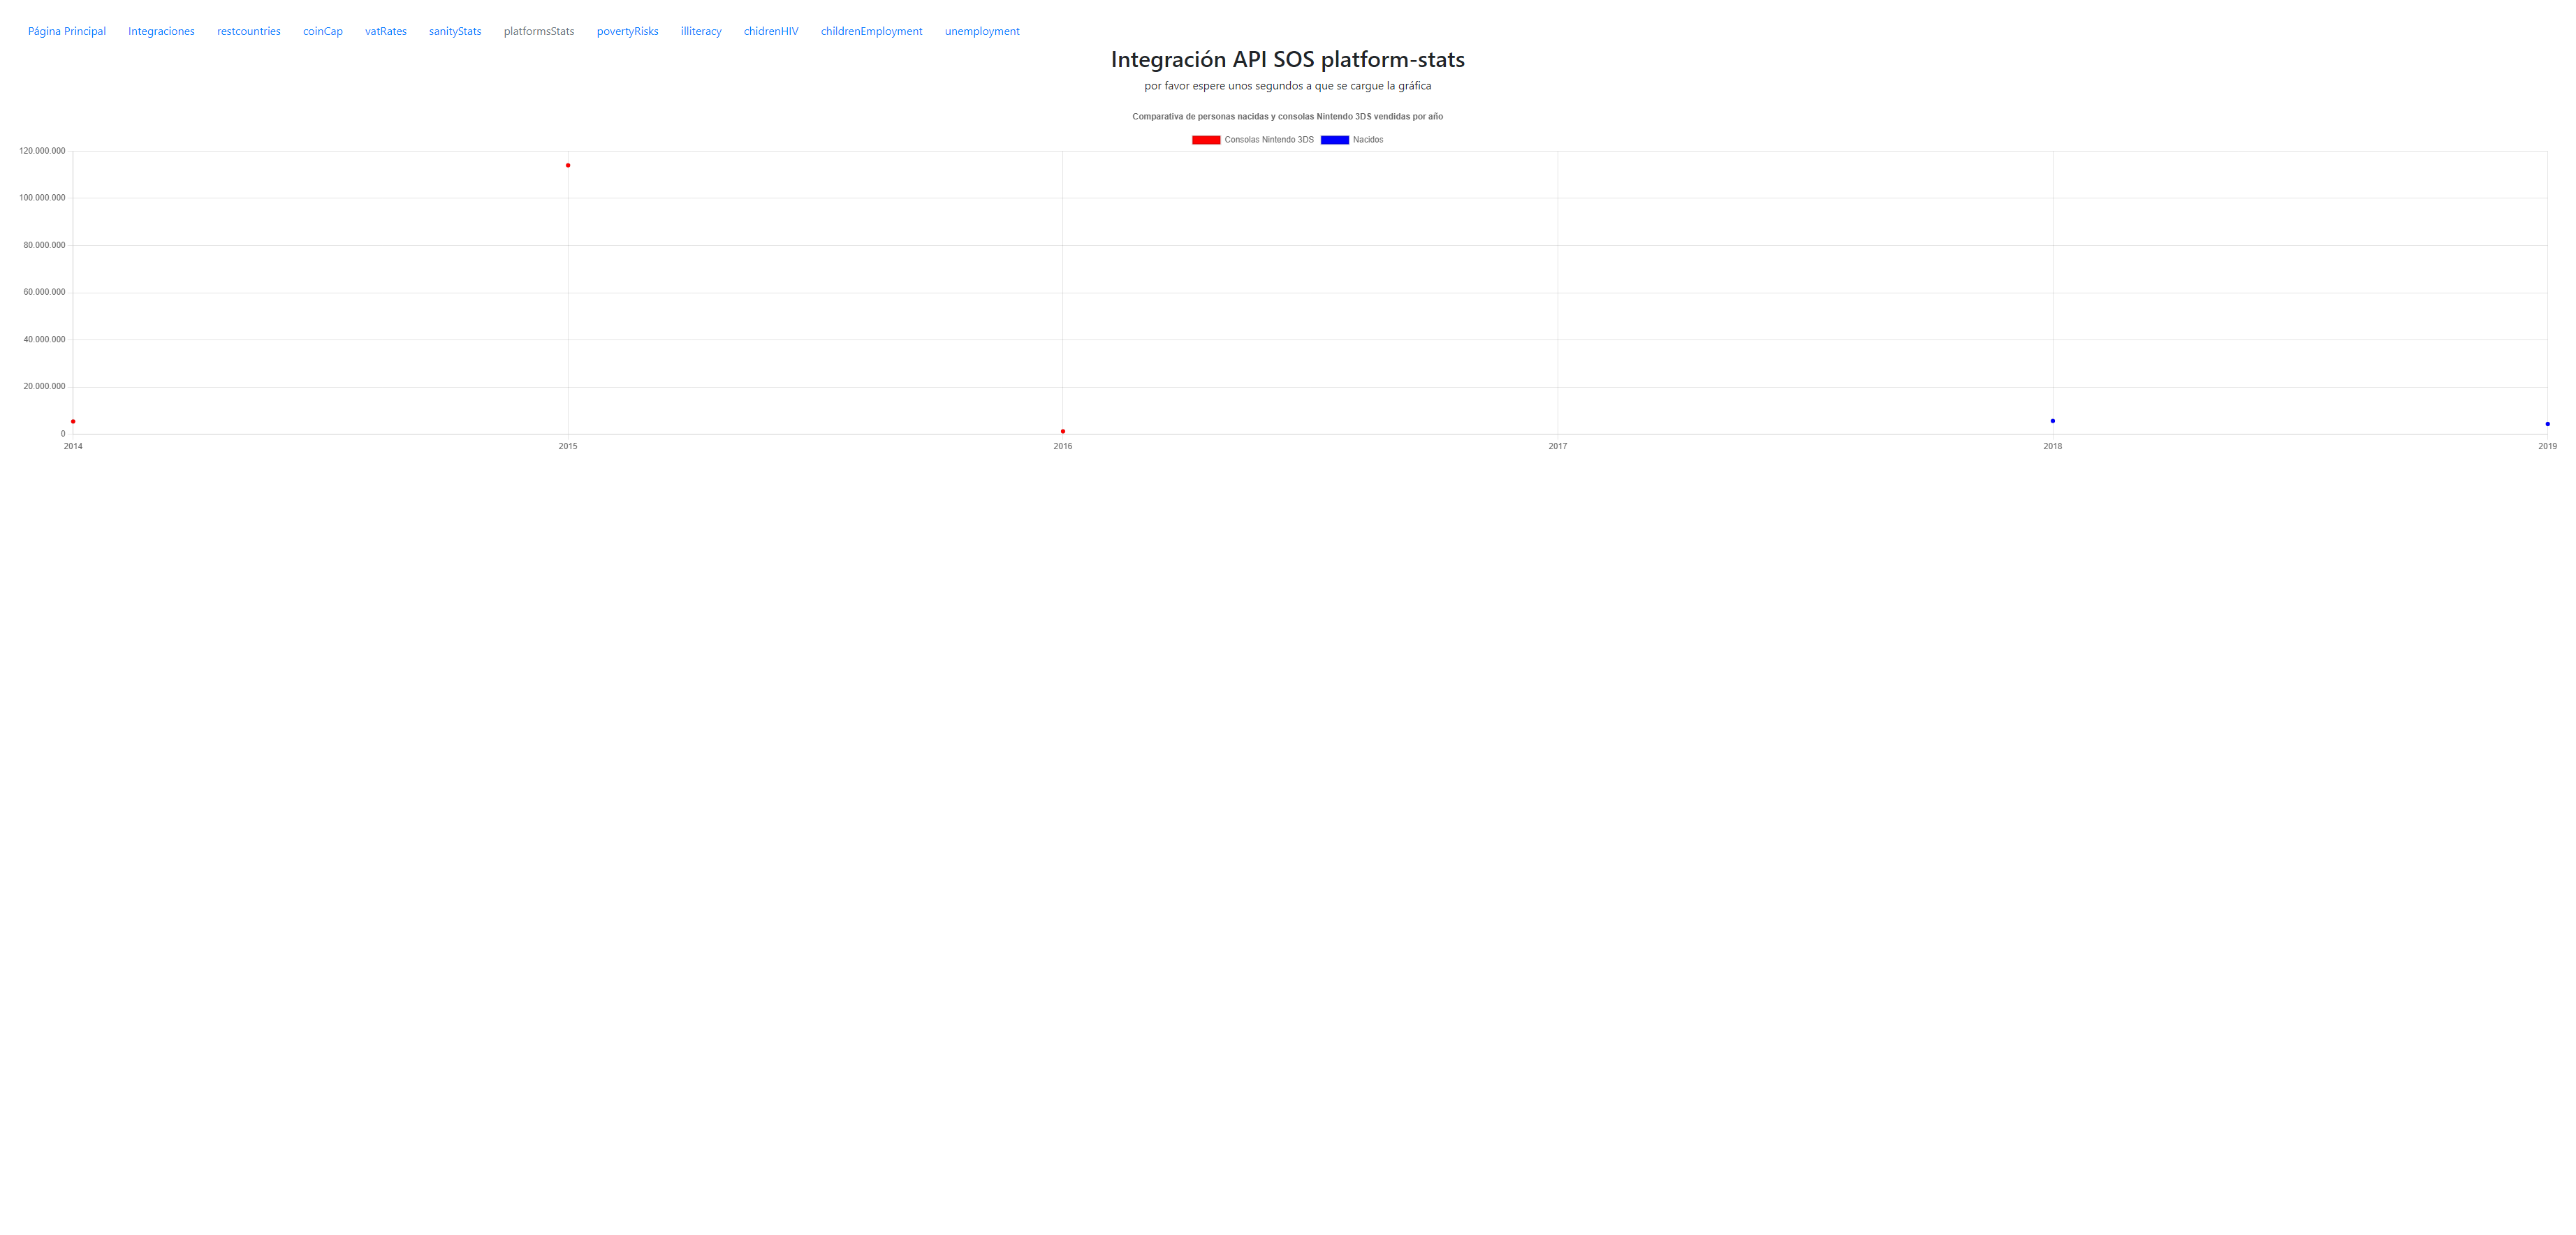 Página Principal Integraciones restcountries coinCap vatRates sanityStats platformsStats povertyRisks illiteracy chidrenHIV childrenEmployment unemployment
Integración API SOS platform-stats
por favor espere unos segundos a que se cargue la gráfica
Comparativa de personas nacidas y consolas Nintendo 3DS vendidas por año
Consolas Nintendo 3DS Nacidos
120.000.000
100.000.000
80.000.000
60.000.000
40.000.000
20.000.000
0
2014 2015 2016 2017 2018 2019